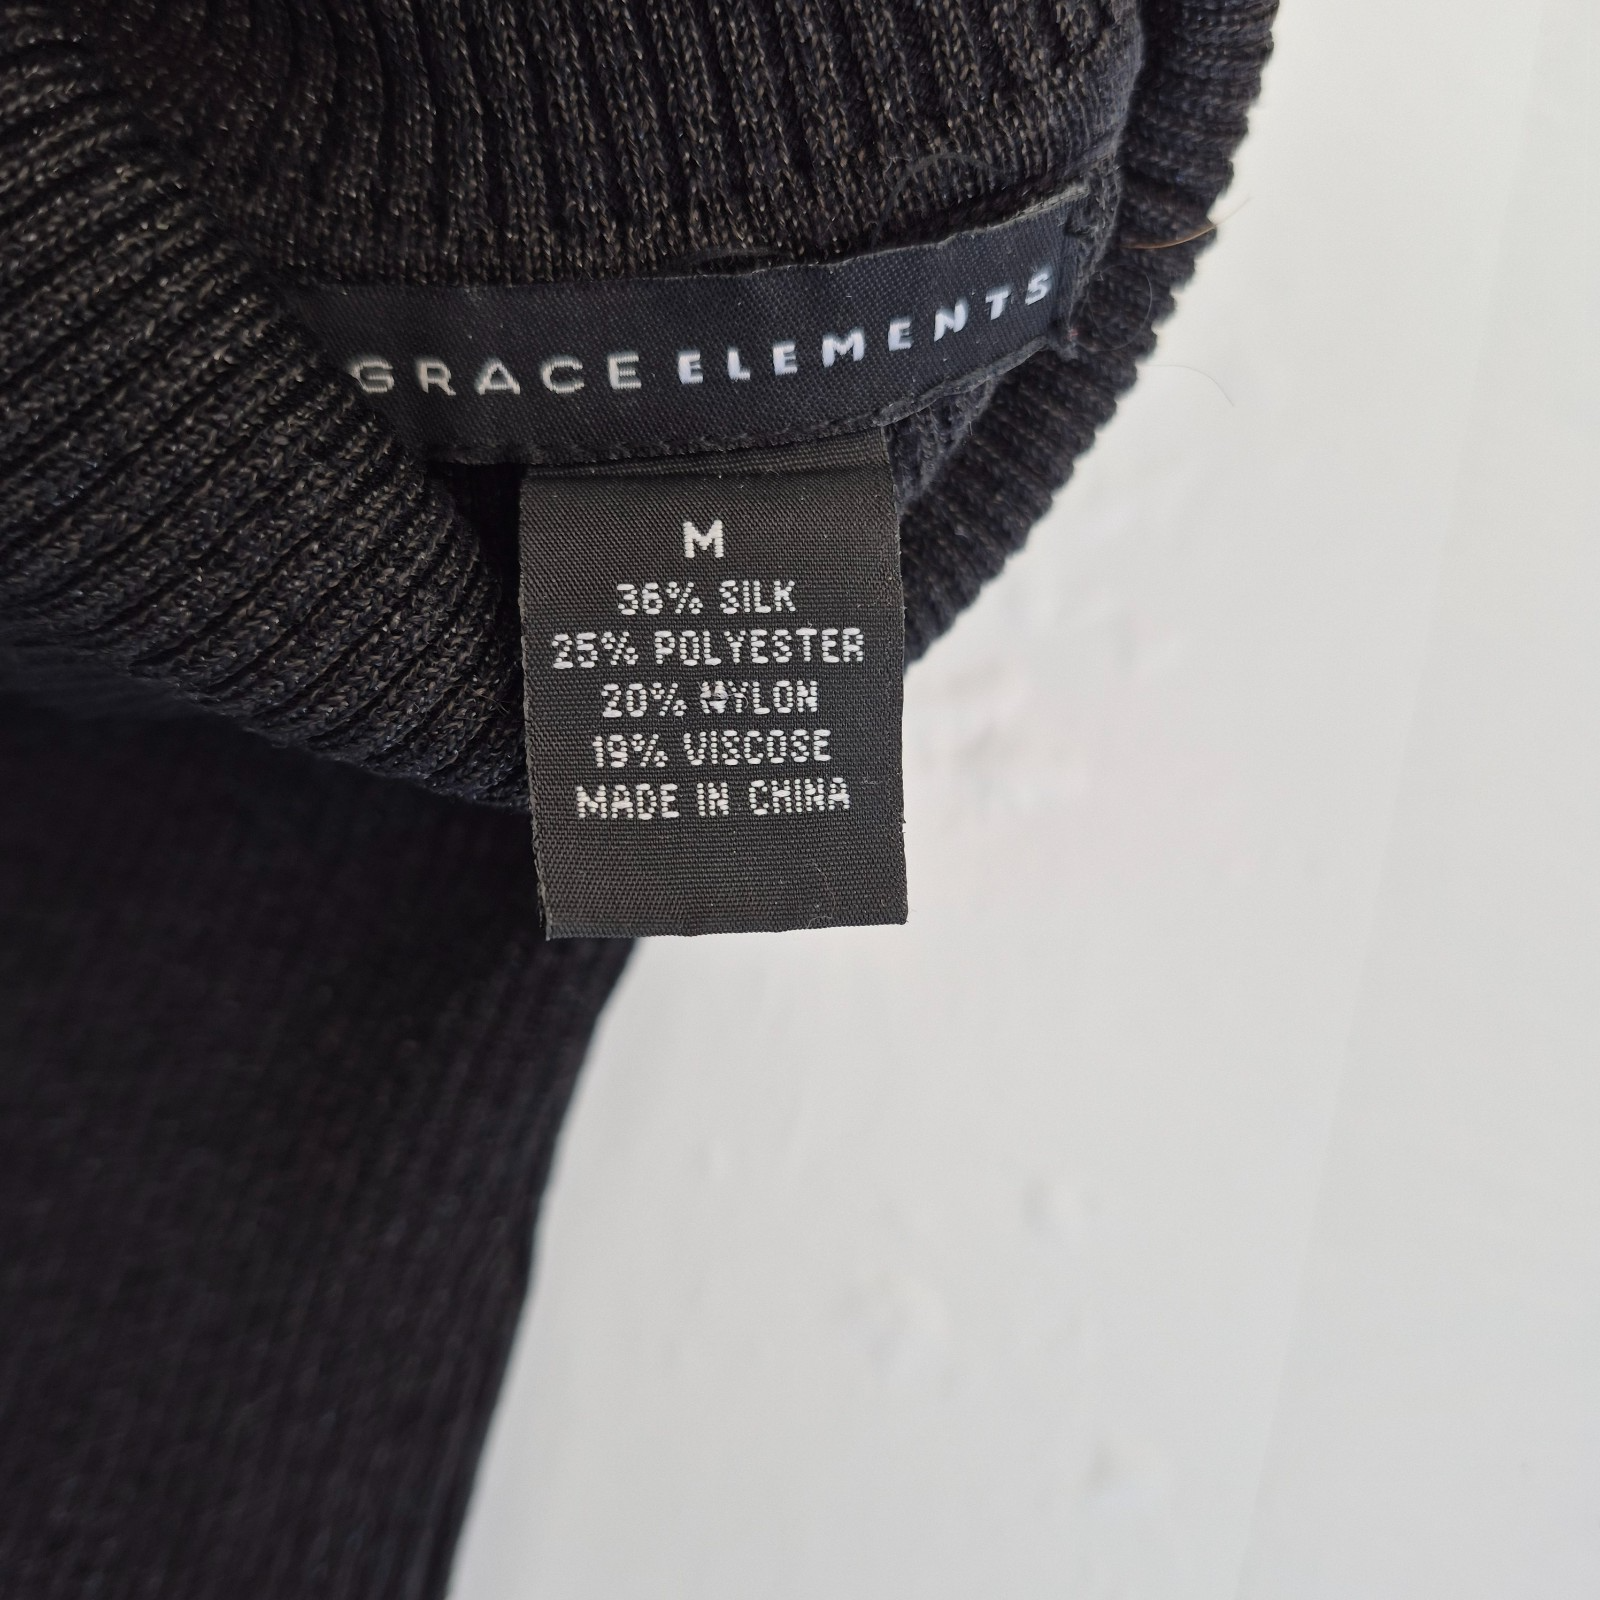 GRACE ELEMENTS
M
36% SILK
25% POLYESTER
20% NYLON
19% VISCOSE
MADE IN CHINA